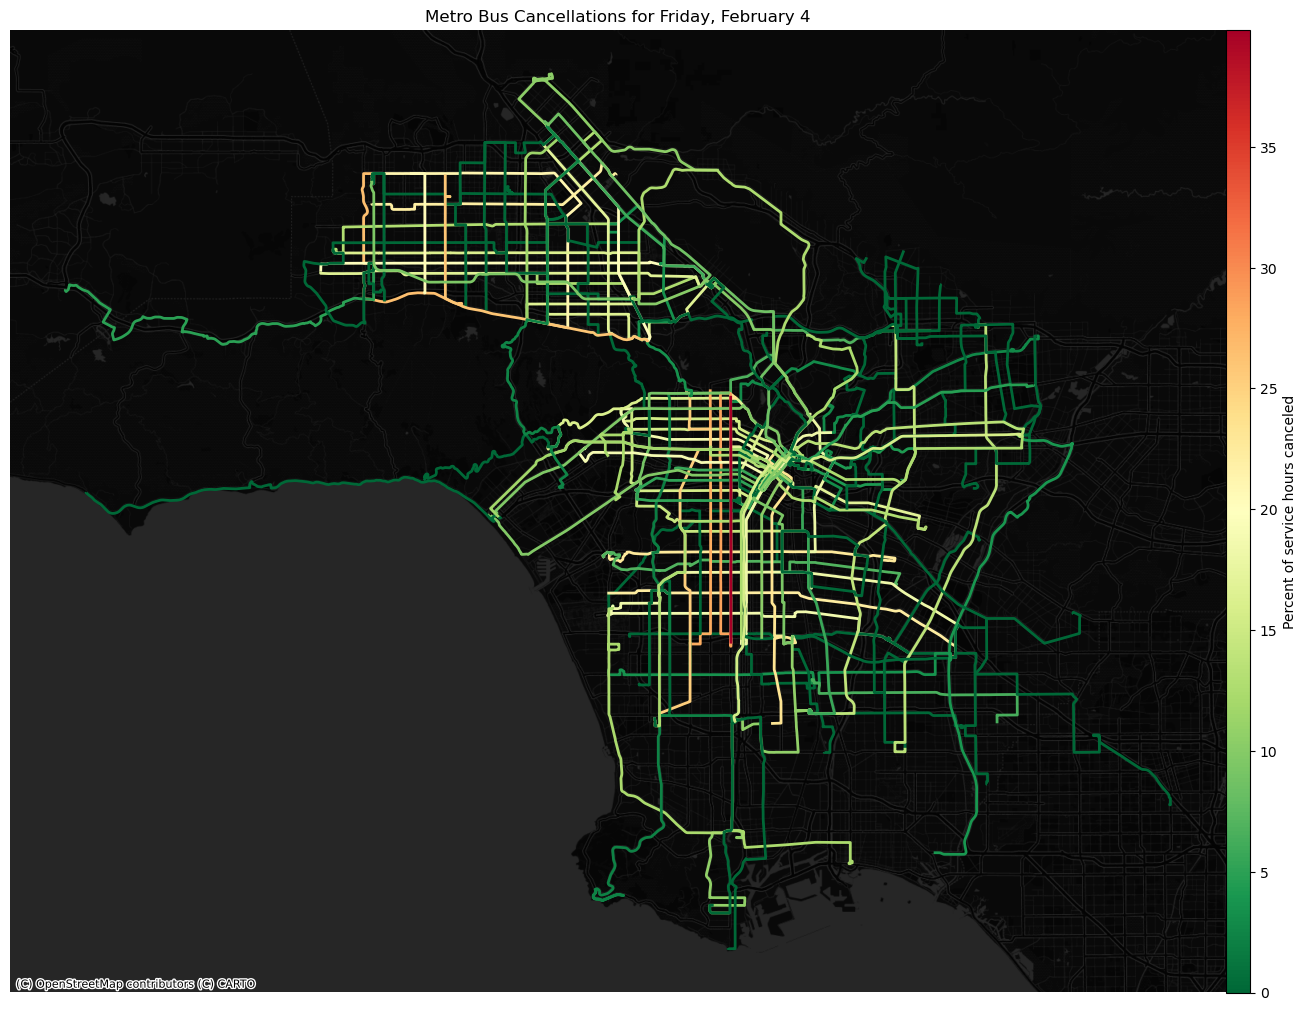 Metro Bus Cancellations for Friday, February 4
35
30
25
20
15
10
5
0
Percent of service hours canceled
(C) OpenStreetMap contributors (C) CARTO